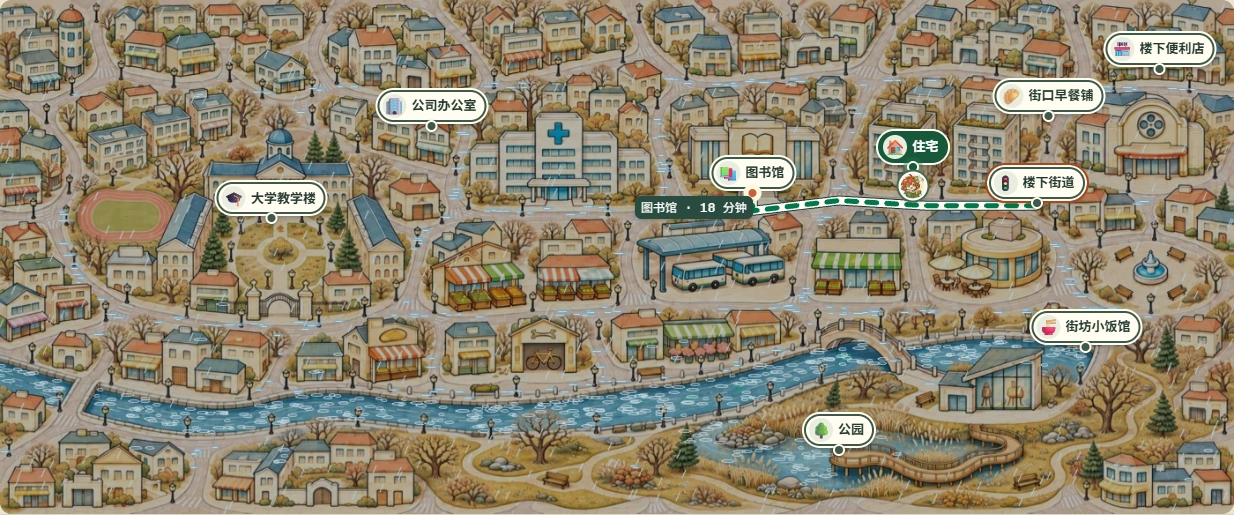 楼下便利店
街口早餐铺
公司办公室
住宅
图书馆
楼下街道
大学教学楼
图书馆 · 18 分钟
街坊小饭馆
公园